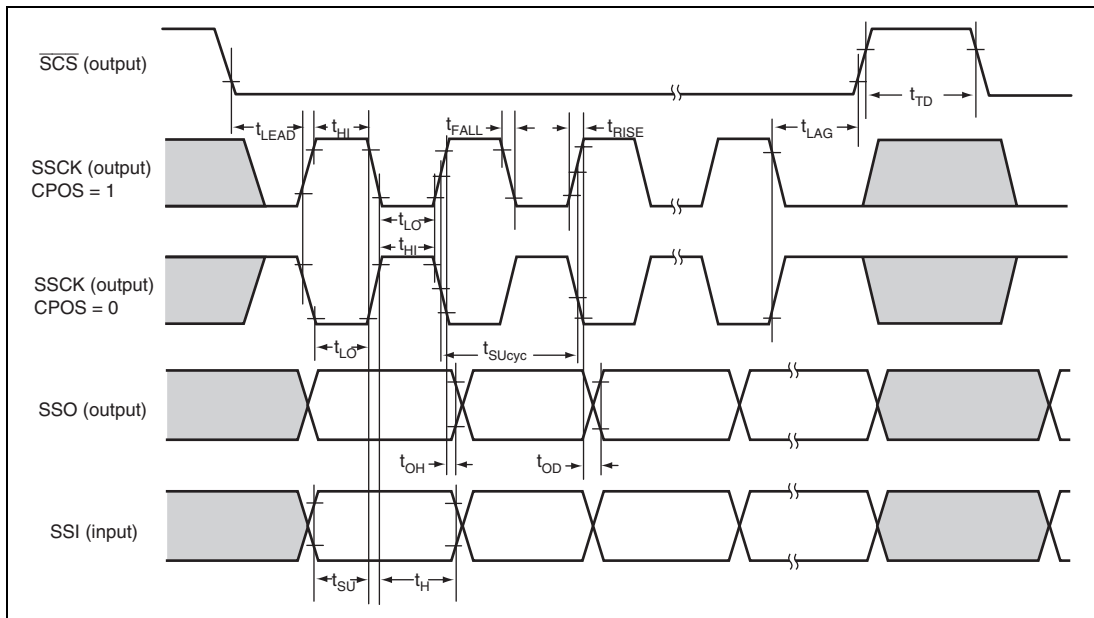 SCS (output)
tTD
tLEAD
tHI
tFALL
tRISE
tLAG
SSCK (output)
CPOS = 1
tLO
tHI
SSCK (output)
CPOS = 0
tLO
tSUcyc
SSO (output)
tOH
tOD
SSI (input)
tSU
tH